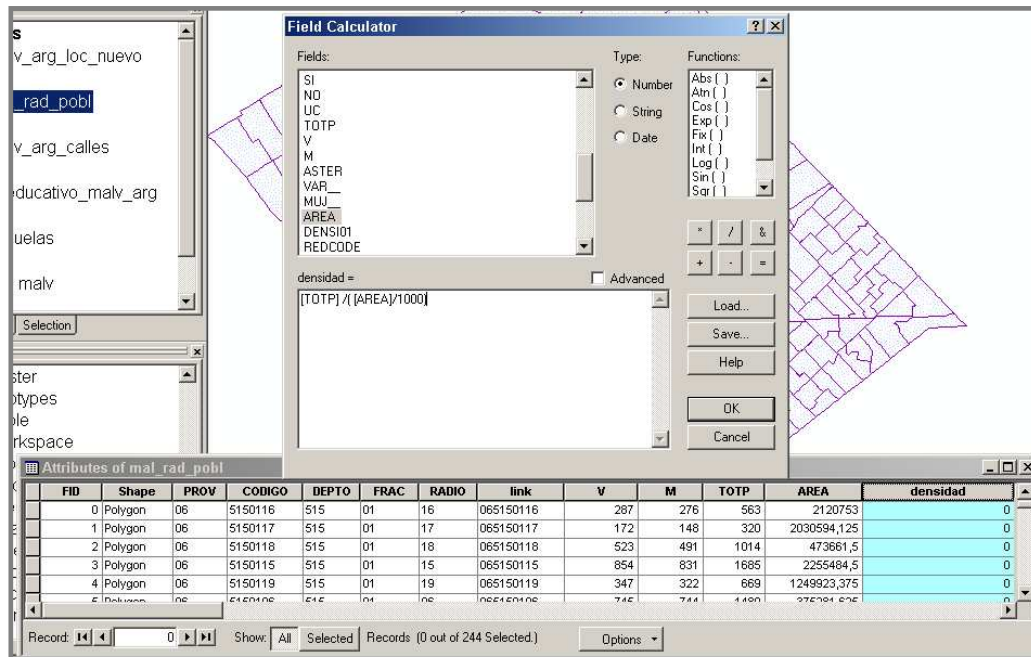 s
v_arg_loc_nuevo
_rad_pobl
v_arg_calles
educativo_malv_arg
uelas
malv
Selection
ster
otypes
ole
rkspace
Field Calculator
Fields:
SI
NO
UC
TOTP
V
M
ASTER
VAR__
MUJ__
AREA
DENSI01
REDCODE
Type:
Number
String
Date
Functions:
Abs ( )
Atn ( )
Cos ( )
Exp ( )
Fix ( )
Int ( )
Log ( )
Sin ( )
Sqr ( )
* / &
+ - =
densidad =
Advanced
[TOTP] /( [AREA]/1000)
Load...
Save...
Help
OK
Cancel
Attributes of mal_rad_pobl
FID Shape PROV CODIGO DEPTO FRAC RADIO link V M TOTP AREA densidad
0 Polygon 06 5150116 515 01 16 065150116 287 276 563 2120753 0
1 Polygon 06 5150117 515 01 17 065150117 172 148 320 2030594,125 0
2 Polygon 06 5150118 515 01 18 065150118 523 491 1014 473661,5 0
3 Polygon 06 5150115 515 01 15 065150115 854 831 1685 2255484,5 0
4 Polygon 06 5150119 515 01 19 065150119 347 322 669 1249923,375 0
Record: 0 Show: All Selected Records (0 out of 244 Selected.) Options